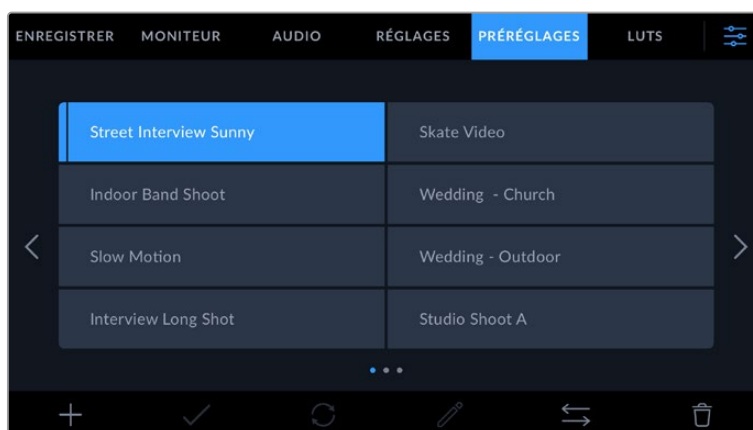 ENREGISTRER MONITEUR AUDIO RÉGLAGES PRÉRÉGLAGES LUTS
Street Interview Sunny Skate Video
Indoor Band Shoot Wedding - Church
Slow Motion Wedding - Outdoor
Interview Long Shot Studio Shoot A